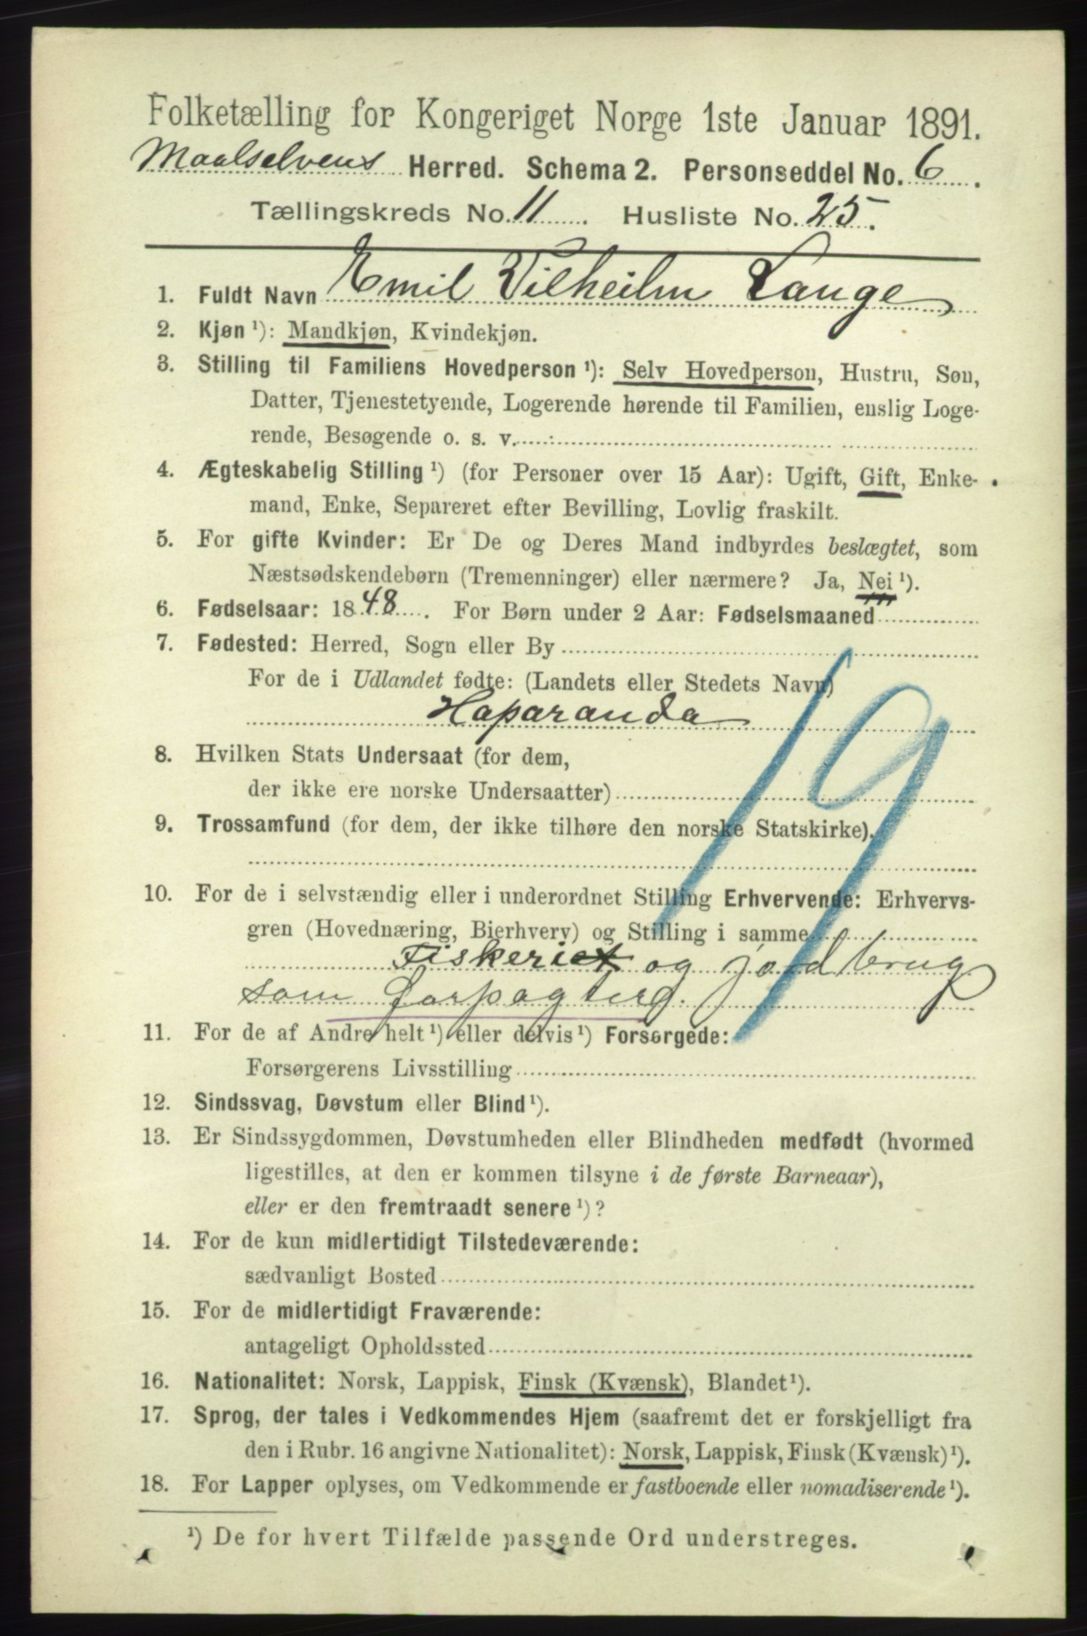 Folketælling for Kongeriget Norge 1ste Januar 1891.
Maalselvens Herred. Schema 2. Personseddel No. 6.
Tællingskreds No. 11. Husliste No. 25.
1. Fuldt Navn Emil Vilheilm Lange
2. Kjøn ¹): Mandkjøn, Kvindekjøn.
3. Stilling til Familiens Hovedperson ¹): Selv Hovedperson, Hustru, Søn,
Datter, Tjenestetyende, Logerende hørende til Familien, enslig Loge-
rende, Besøgende o. s. v.
4. Ægteskabelig Stilling ¹) (for Personer over 15 Aar): Ugift, Gift, Enke-
mand, Enke, Separeret efter Bevilling, Lovlig fraskilt.
5. For gifte Kvinder: Er De og Deres Mand indbyrdes beslægtet, som
Næstsødskendebørn (Tremenninger) eller nærmere? Ja, Nei ¹).
6. Fødselsaar: 1848. For Børn under 2 Aar: Fødselsmaaned
7. Fødested: Herred, Sogn eller By
For de i Udlandet fødte: (Landets eller Stedets Navn)
Haparanda
19
8. Hvilken Stats Undersaat (for dem,
der ikke ere norske Undersaatter)
9. Trossamfund (for dem, der ikke tilhøre den norske Statskirke).
10. For de i selvstændig eller i underordnet Stilling Erhvervende: Erhvervs-
gren (Hovednæring, Bierhverv) og Stilling i samme
Fiskeriet og jordbrug
som forpagter
11. For de af Andre helt ¹) eller delvis ¹) Forsørgede:
Forsørgerens Livsstilling
12. Sindssvag, Døvstum eller Blind ¹).
13. Er Sindssygdommen, Døvstumheden eller Blindheden medfødt (hvormed
ligestilles, at den er kommen tilsyne i de første Barneaar),
eller er den fremtraadt senere ¹)?
14. For de kun midlertidigt Tilstedeværende:
sædvanligt Bosted
15. For de midlertidigt Fraværende:
antageligt Opholdssted
16. Nationalitet: Norsk, Lappisk, Finsk (Kvænsk), Blandet ¹).
17. Sprog, der tales i Vedkommendes Hjem (saafremt det er forskjelligt fra
den i Rubr. 16 angivne Nationalitet): Norsk, Lappisk, Finsk (Kvænsk) ¹).
18. For Lapper oplyses, om Vedkommende er fastboende eller nomadiserende ¹).
¹) De for hvert Tilfælde passende Ord understreges.